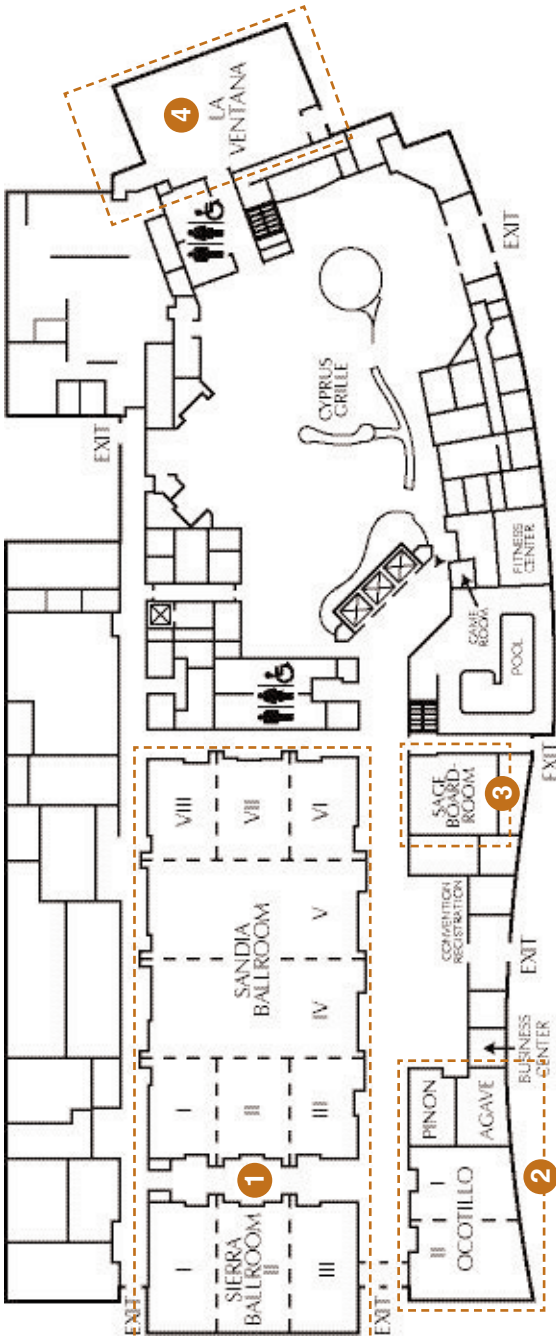 4
LA
VENTANA
EXIT
CYPRUS
GRILLE
EXIT
FITNESS
CENTER
GAME
ROOM
POOL
EXIT
VIII
VII
VI
SANDIA
BALLROOM
V
IV
I
II
III
1
SIERRA
BALLROOM
I
II
III
EXIT
EXIT
SAGE
BOARD-
ROOM
3
CONVENTION
REGISTRATION
EXIT
BUSINESS
CENTER
PINON
AGAVE
I
II
OCOTILLO
2